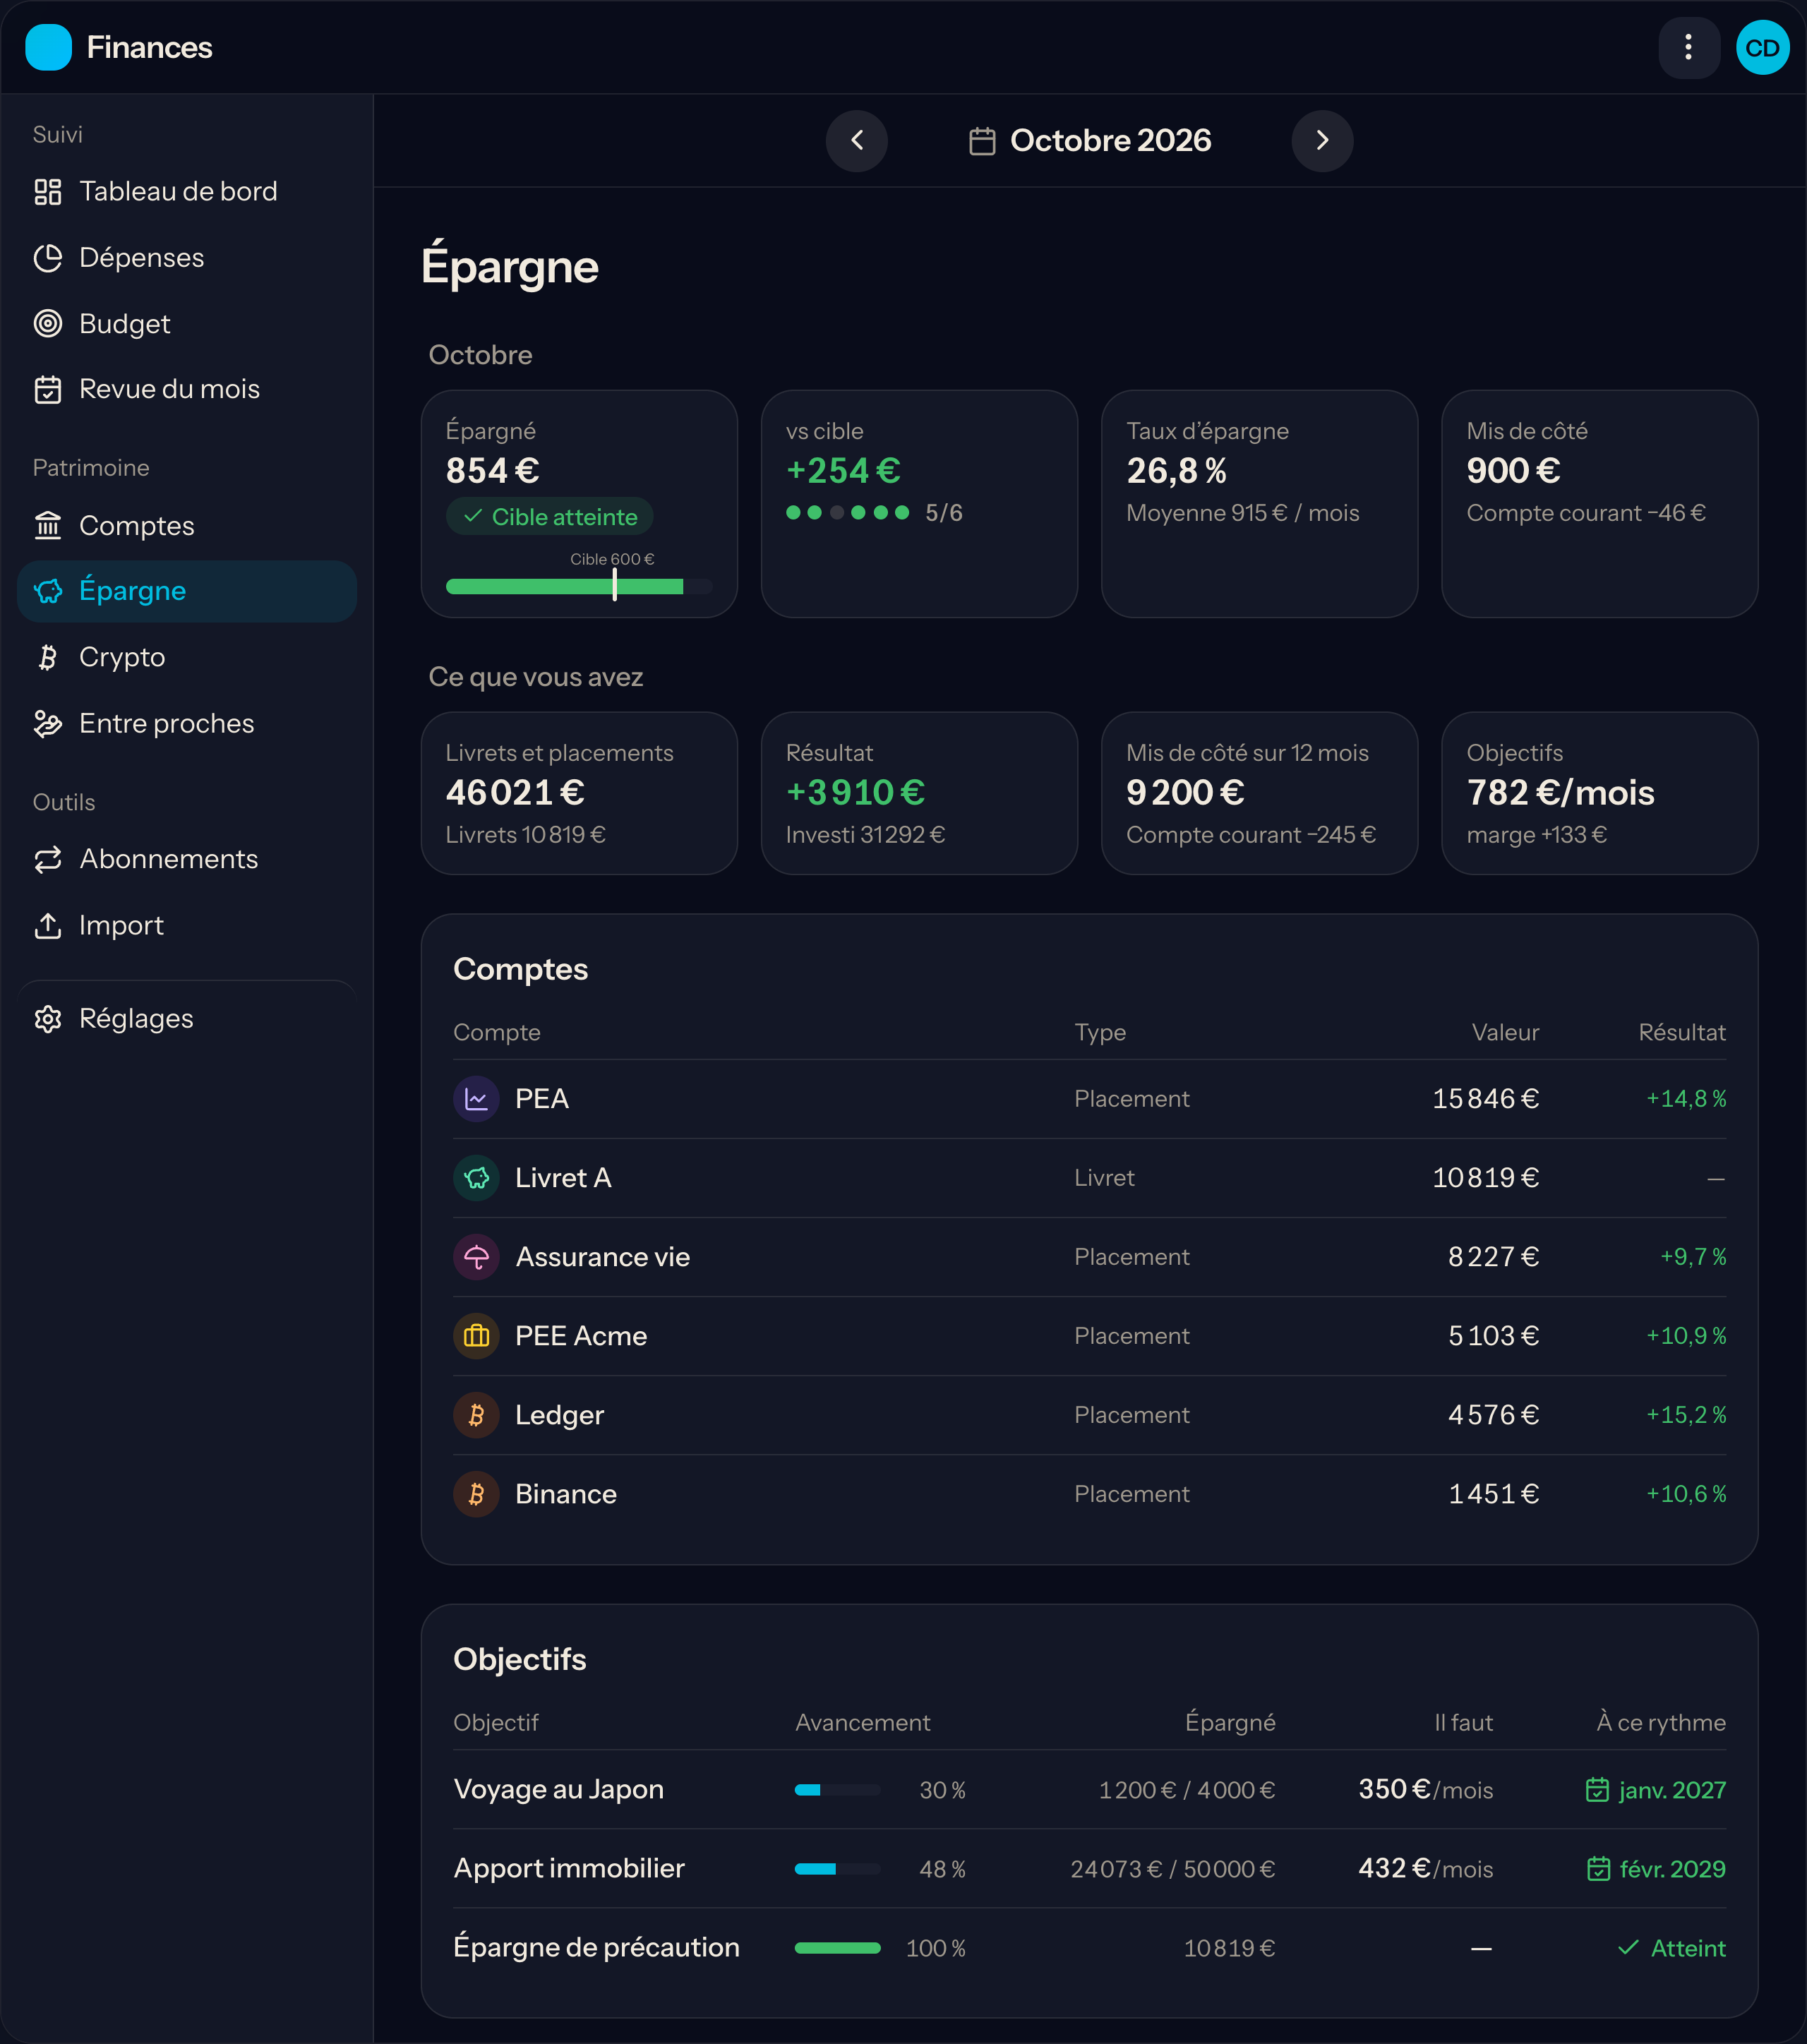 Finances
CD
Suivi
Tableau de bord
Dépenses
Budget
Revue du mois
Patrimoine
Comptes
Épargne
Crypto
Entre proches
Outils
Abonnements
Import
Réglages
Octobre 2026
Épargne
Octobre
Épargné
854 €
Cible atteinte
Cible 600 €
vs cible
+254 €
5/6
Taux d’épargne
26,8 %
Moyenne 915 € / mois
Mis de côté
900 €
Compte courant −46 €
Ce que vous avez
Livrets et placements
46 021 €
Livrets 10 819 €
Résultat
+3 910 €
Investi 31 292 €
Mis de côté sur 12 mois
9 200 €
Compte courant −245 €
Objectifs
782 €/mois
marge +133 €
Comptes
Compte Type Valeur Résultat
PEA Placement 15 846 € +14,8 %
Livret A Livret 10 819 € —
Assurance vie Placement 8 227 € +9,7 %
PEE Acme Placement 5 103 € +10,9 %
Ledger Placement 4 576 € +15,2 %
Binance Placement 1 451 € +10,6 %
Objectifs
Objectif Avancement Épargné Il faut À ce rythme
Voyage au Japon 30 % 1 200 € / 4 000 € 350 €/mois janv. 2027
Apport immobilier 48 % 24 073 € / 50 000 € 432 €/mois févr. 2029
Épargne de précaution 100 % 10 819 € — Atteint